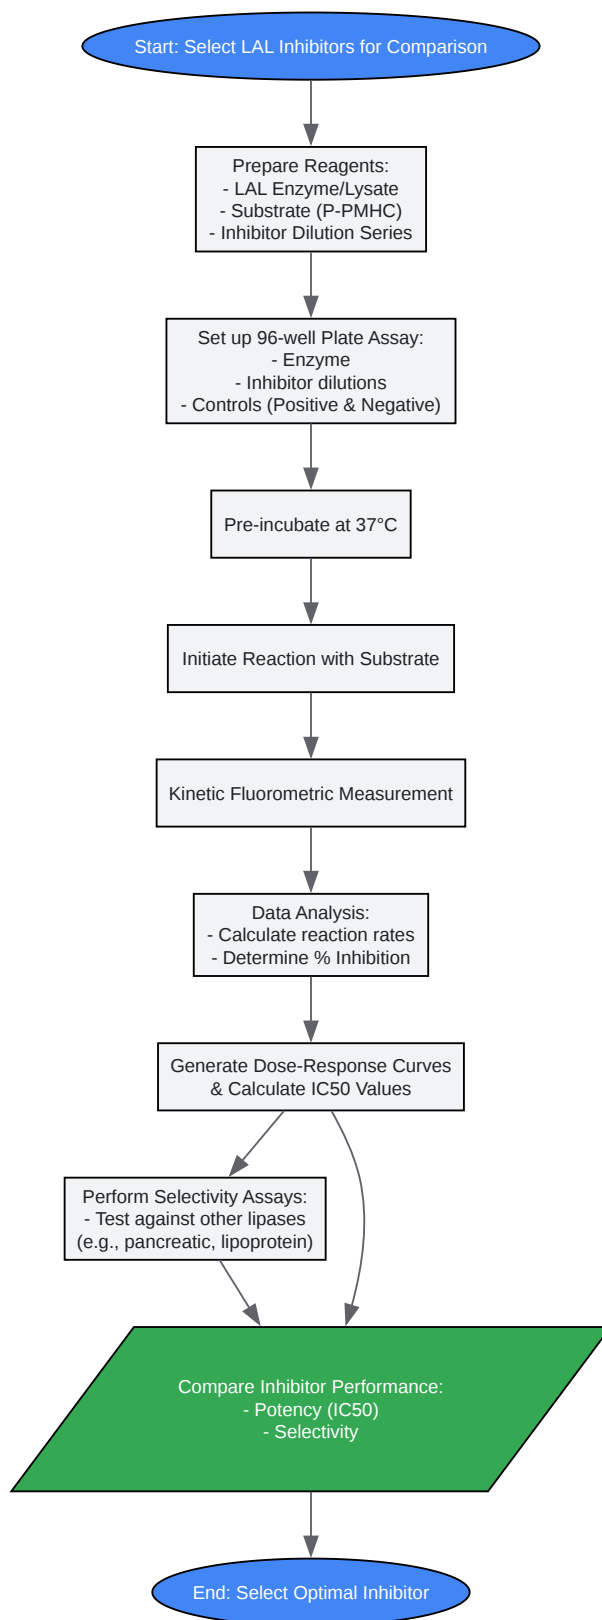 Start: Select LAL Inhibitors for Comparison
Prepare Reagents:
- LAL Enzyme/Lysate
- Substrate (P-PMHC)
- Inhibitor Dilution Series
Set up 96-well Plate Assay:
- Enzyme
- Inhibitor dilutions
- Controls (Positive & Negative)
Pre-incubate at 37°C
Initiate Reaction with Substrate
Kinetic Fluorometric Measurement
Data Analysis:
- Calculate reaction rates
- Determine % Inhibition
Generate Dose-Response Curves
& Calculate IC50 Values
Perform Selectivity Assays:
- Test against other lipases
(e.g., pancreatic, lipoprotein)
Compare Inhibitor Performance:
- Potency (IC50)
- Selectivity
End: Select Optimal Inhibitor